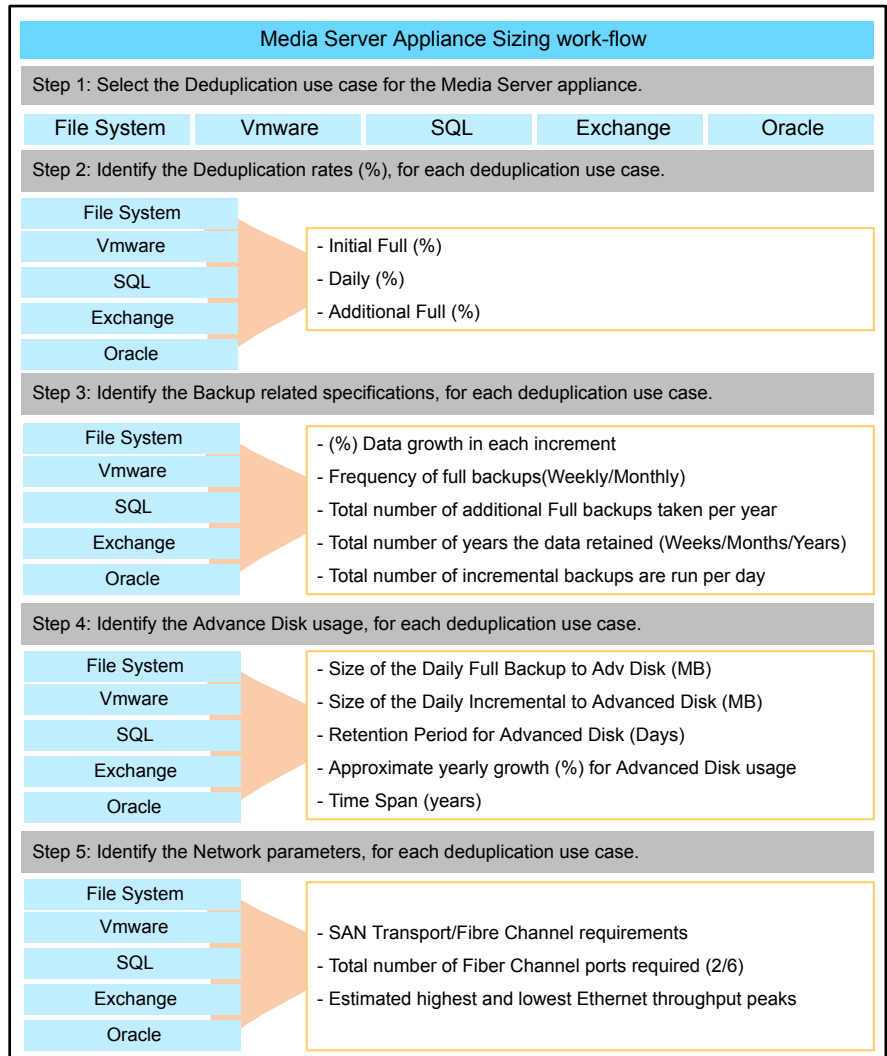 Media Server Appliance Sizing work-flow
Step 1: Select the Deduplication use case for the Media Server appliance.
File System
Vmware
SQL
Exchange
Oracle
Step 2: Identify the Deduplication rates (%), for each deduplication use case.
File System
Vmware
SQL
Exchange
Oracle
- Initial Full (%)
- Daily (%)
- Additional Full (%)
Step 3: Identify the Backup related specifications, for each deduplication use case.
File System
Vmware
SQL
Exchange
Oracle
- (%) Data growth in each increment
- Frequency of full backups(Weekly/Monthly)
- Total number of additional Full backups taken per year
- Total number of years the data retained (Weeks/Months/Years)
- Total number of incremental backups are run per day
Step 4: Identify the Advance Disk usage, for each deduplication use case.
File System
Vmware
SQL
Exchange
Oracle
- Size of the Daily Full Backup to Adv Disk (MB)
- Size of the Daily Incremental to Advanced Disk (MB)
- Retention Period for Advanced Disk (Days)
- Approximate yearly growth (%) for Advanced Disk usage
- Time Span (years)
Step 5: Identify the Network parameters, for each deduplication use case.
File System
Vmware
SQL
Exchange
Oracle
- SAN Transport/Fibre Channel requirements
- Total number of Fiber Channel ports required (2/6)
- Estimated highest and lowest Ethernet throughput peaks